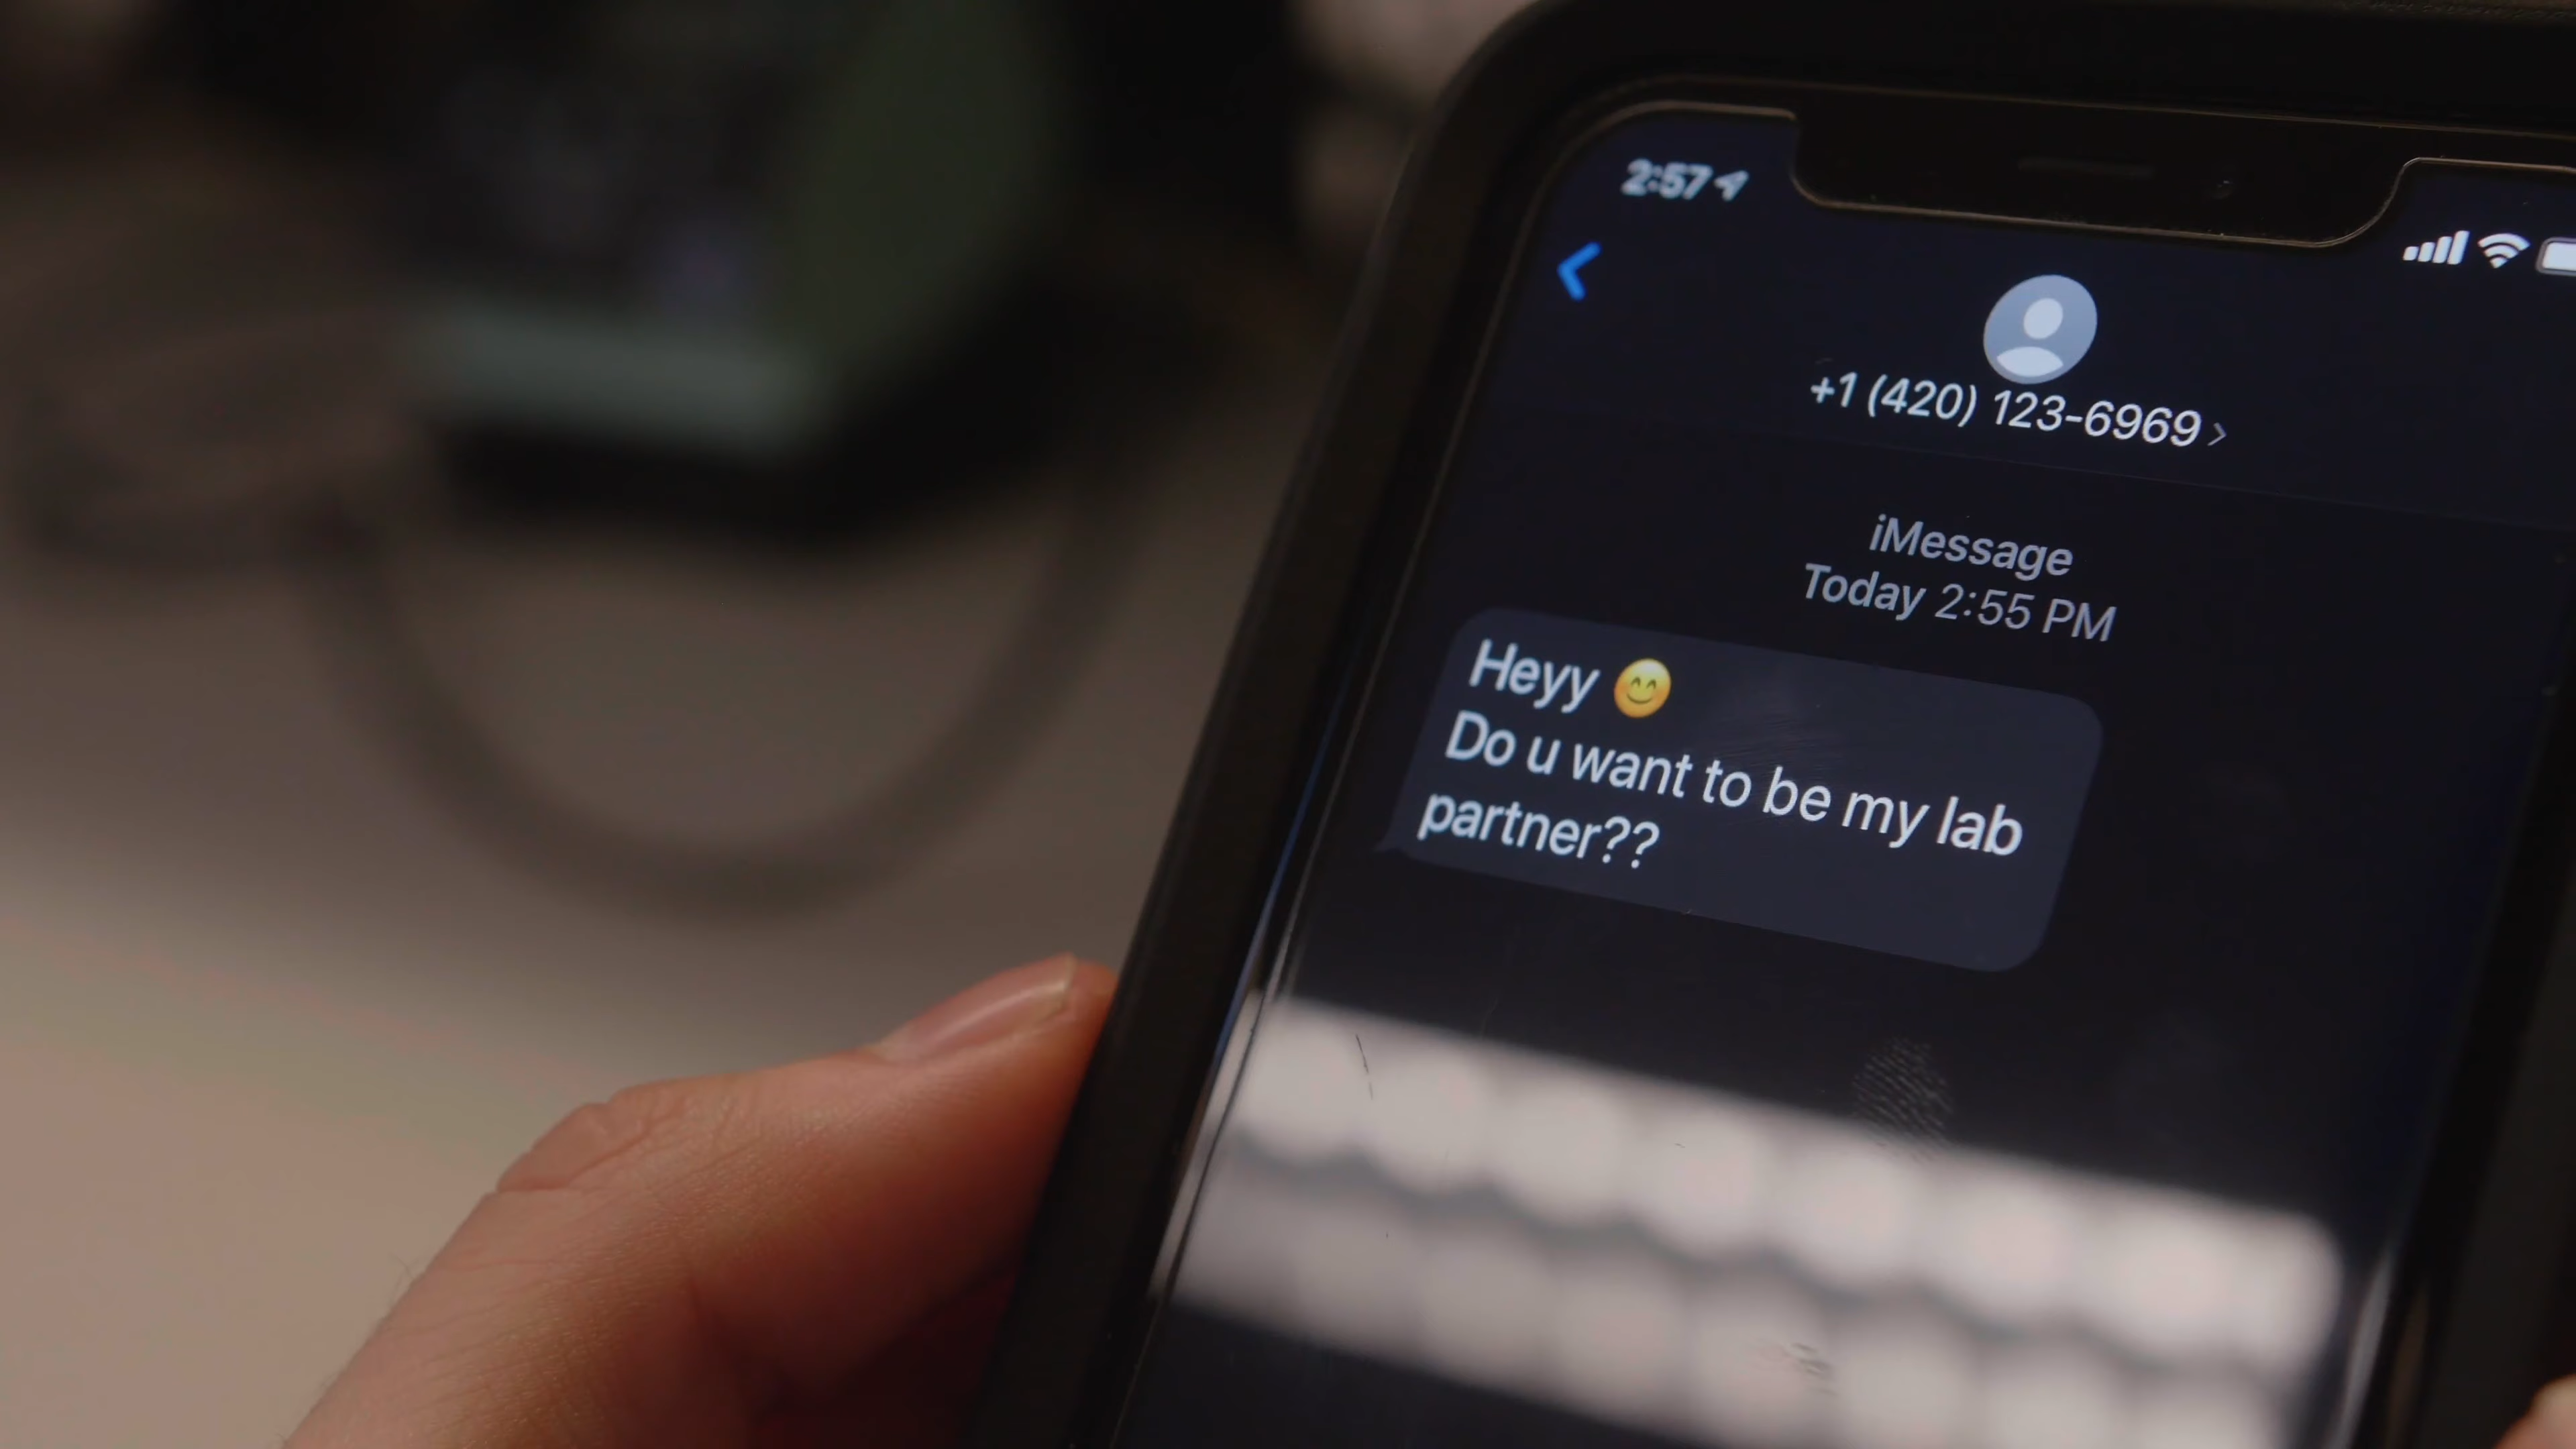 2:57
+1 (420) 123-6969 >
iMessage
Today 2:55 PM
Heyy 😊
Do u want to be my lab
partner??